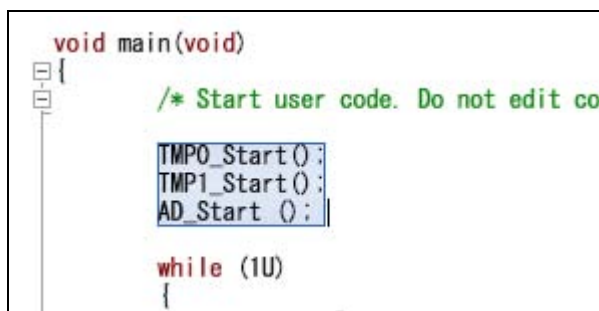 void main(void)
{
/* Start user code. Do not edit co
TMP0_Start();
TMP1_Start();
AD_Start ();
while (1U)
{